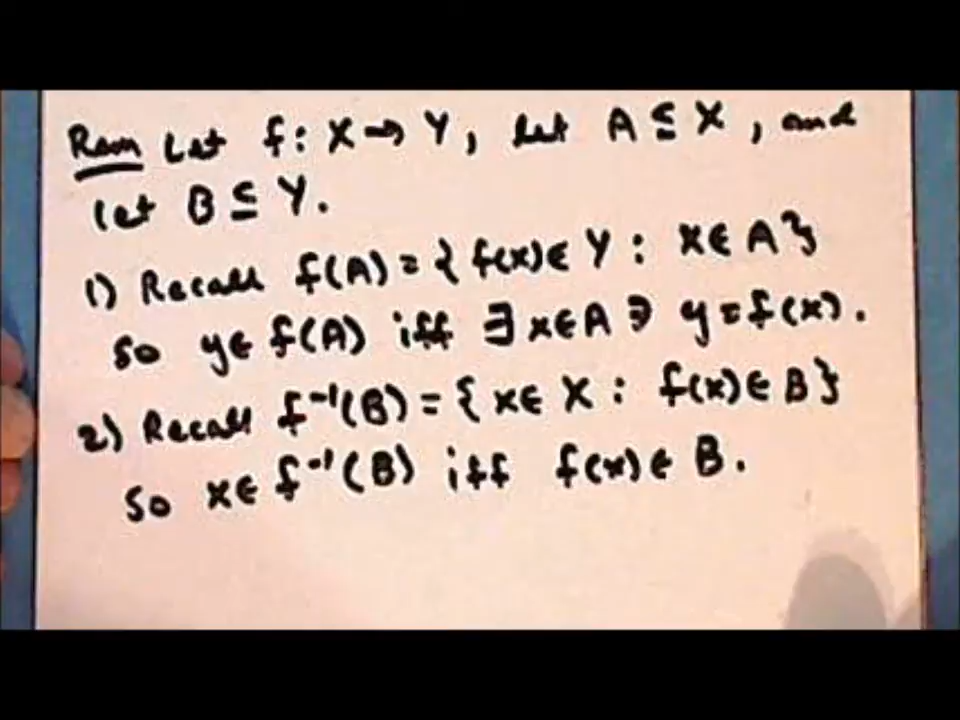 Rem Let f: X → Y, let A ⊆ X, and
let B ⊆ Y.
1) Recall f(A) = { f(x) ∈ Y : x ∈ A }
So y ∈ f(A) iff ∃ x ∈ A ∋ y = f(x).
2) Recall f⁻¹(B) = { x ∈ X : f(x) ∈ B }
So x ∈ f⁻¹(B) iff f(x) ∈ B.